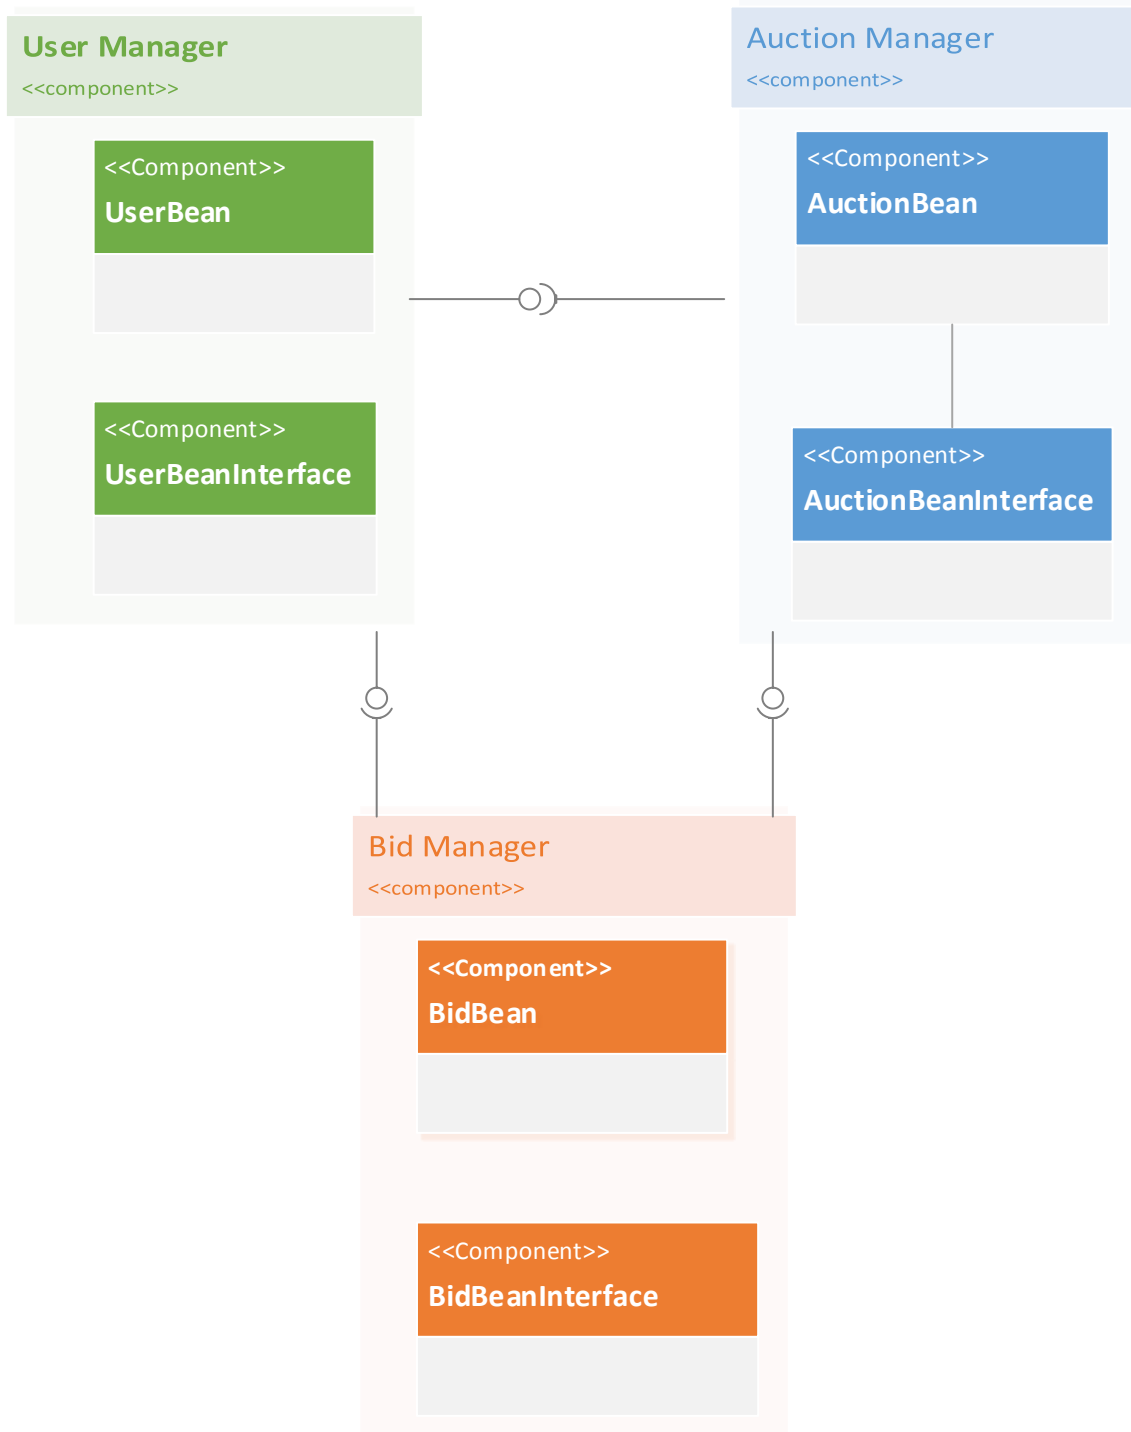 User Manager
<<component>>
<<Component>>
UserBean
<<Component>>
UserBeanInterface
Auction Manager
<<component>>
<<Component>>
AuctionBean
<<Component>>
AuctionBeanInterface
Bid Manager
<<component>>
<<Component>>
BidBean
<<Component>>
BidBeanInterface